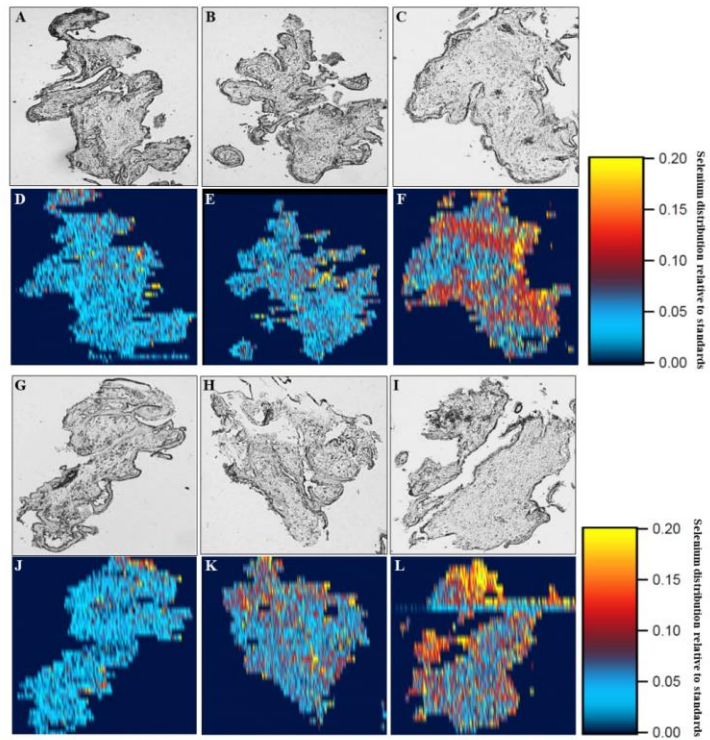 A
B
C
D
E
F
0.20
0.15
0.10
0.05
0.00
Selenium distribution relative to standards
G
H
I
J
K
L
0.20
0.15
0.10
0.05
0.00
Selenium distribution relative to standards